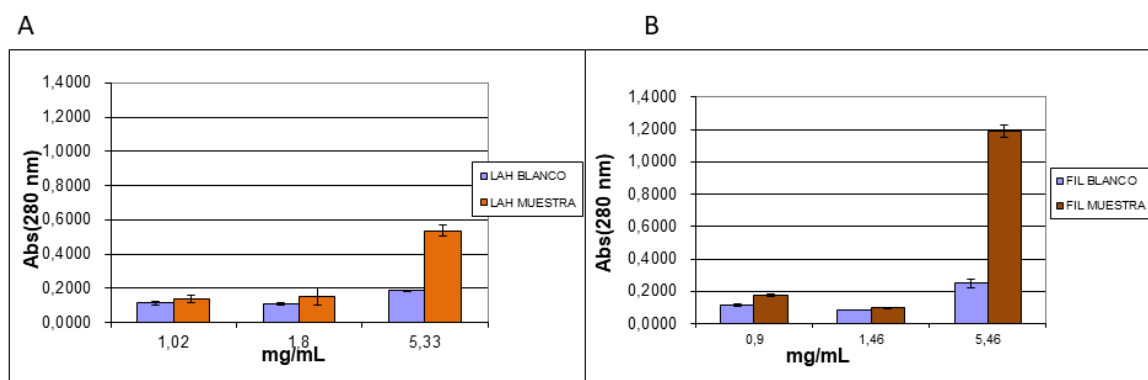 A
B
1,4000
1,2000
1,0000
0,8000
0,6000
0,4000
0,2000
0,0000
Abs(280 nm)
1,02
1,8
5,33
mg/mL
LAH BLANCO
LAH MUESTRA
1,4000
1,2000
1,0000
0,8000
0,6000
0,4000
0,2000
0,0000
Abs(280 nm)
0,9
1,46
5,46
mg/mL
FIL BLANCO
FIL MUESTRA